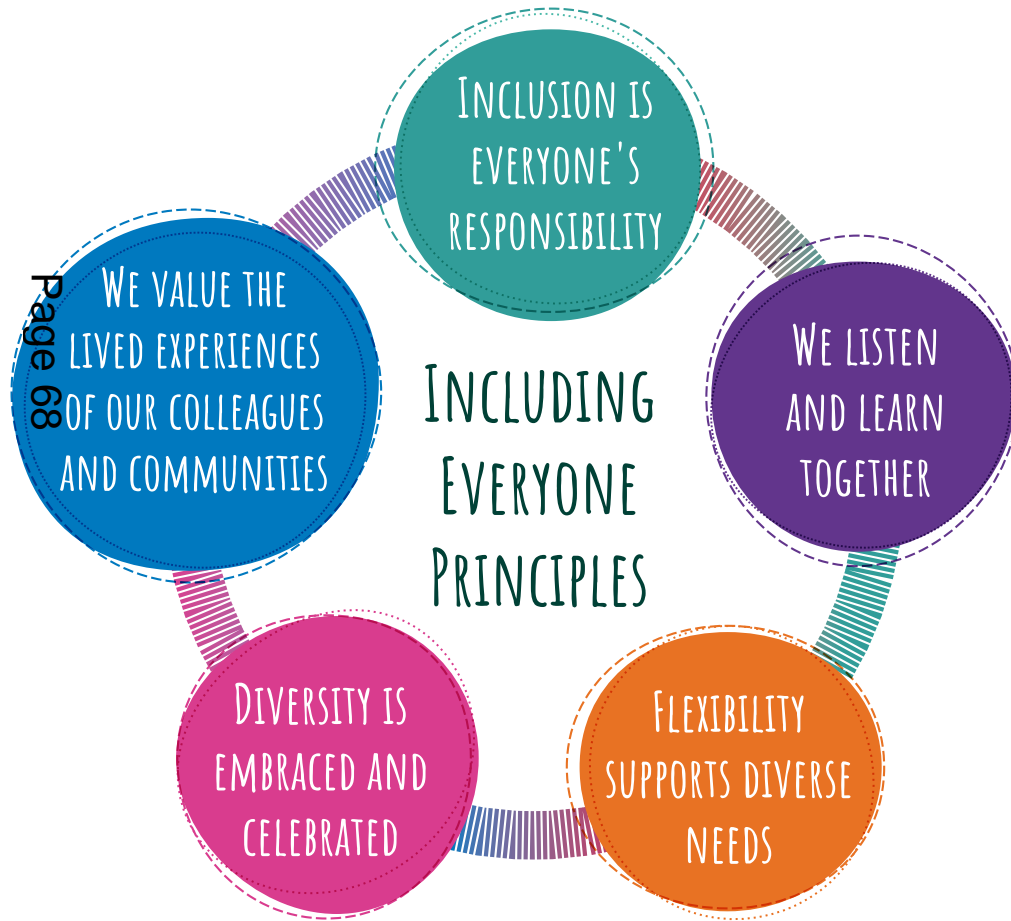 Inclusion is
everyone's
responsibility
We listen
and learn
together
Flexibility
supports diverse
needs
Diversity is
embraced and
celebrated
We value the
lived experiences
of our colleagues
and communities
Including
Everyone
Principles
Page 68